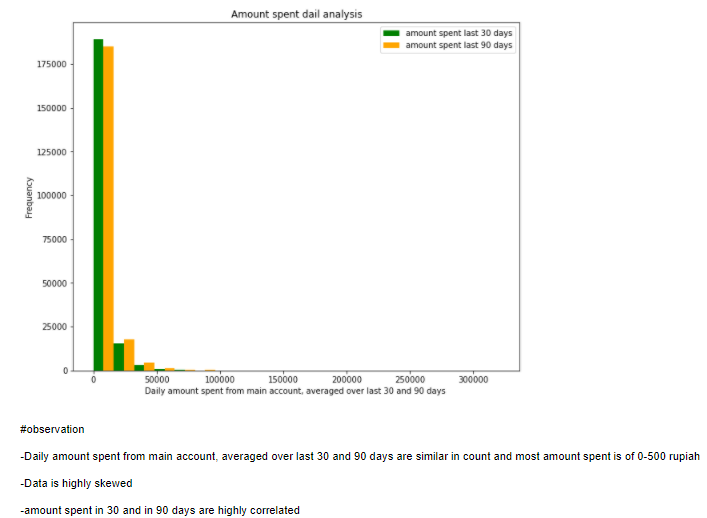 Amount spent dail analysis
amount spent last 30 days
amount spent last 90 days
175000
150000
125000
100000
75000
50000
25000
0
Frequency
0 50000 100000 150000 200000 250000 300000
Daily amount spent from main account, averaged over last 30 and 90 days
#observation
-Daily amount spent from main account, averaged over last 30 and 90 days are similar in count and most amount spent is of 0-500 rupiah
-Data is highly skewed
-amount spent in 30 and in 90 days are highly correlated